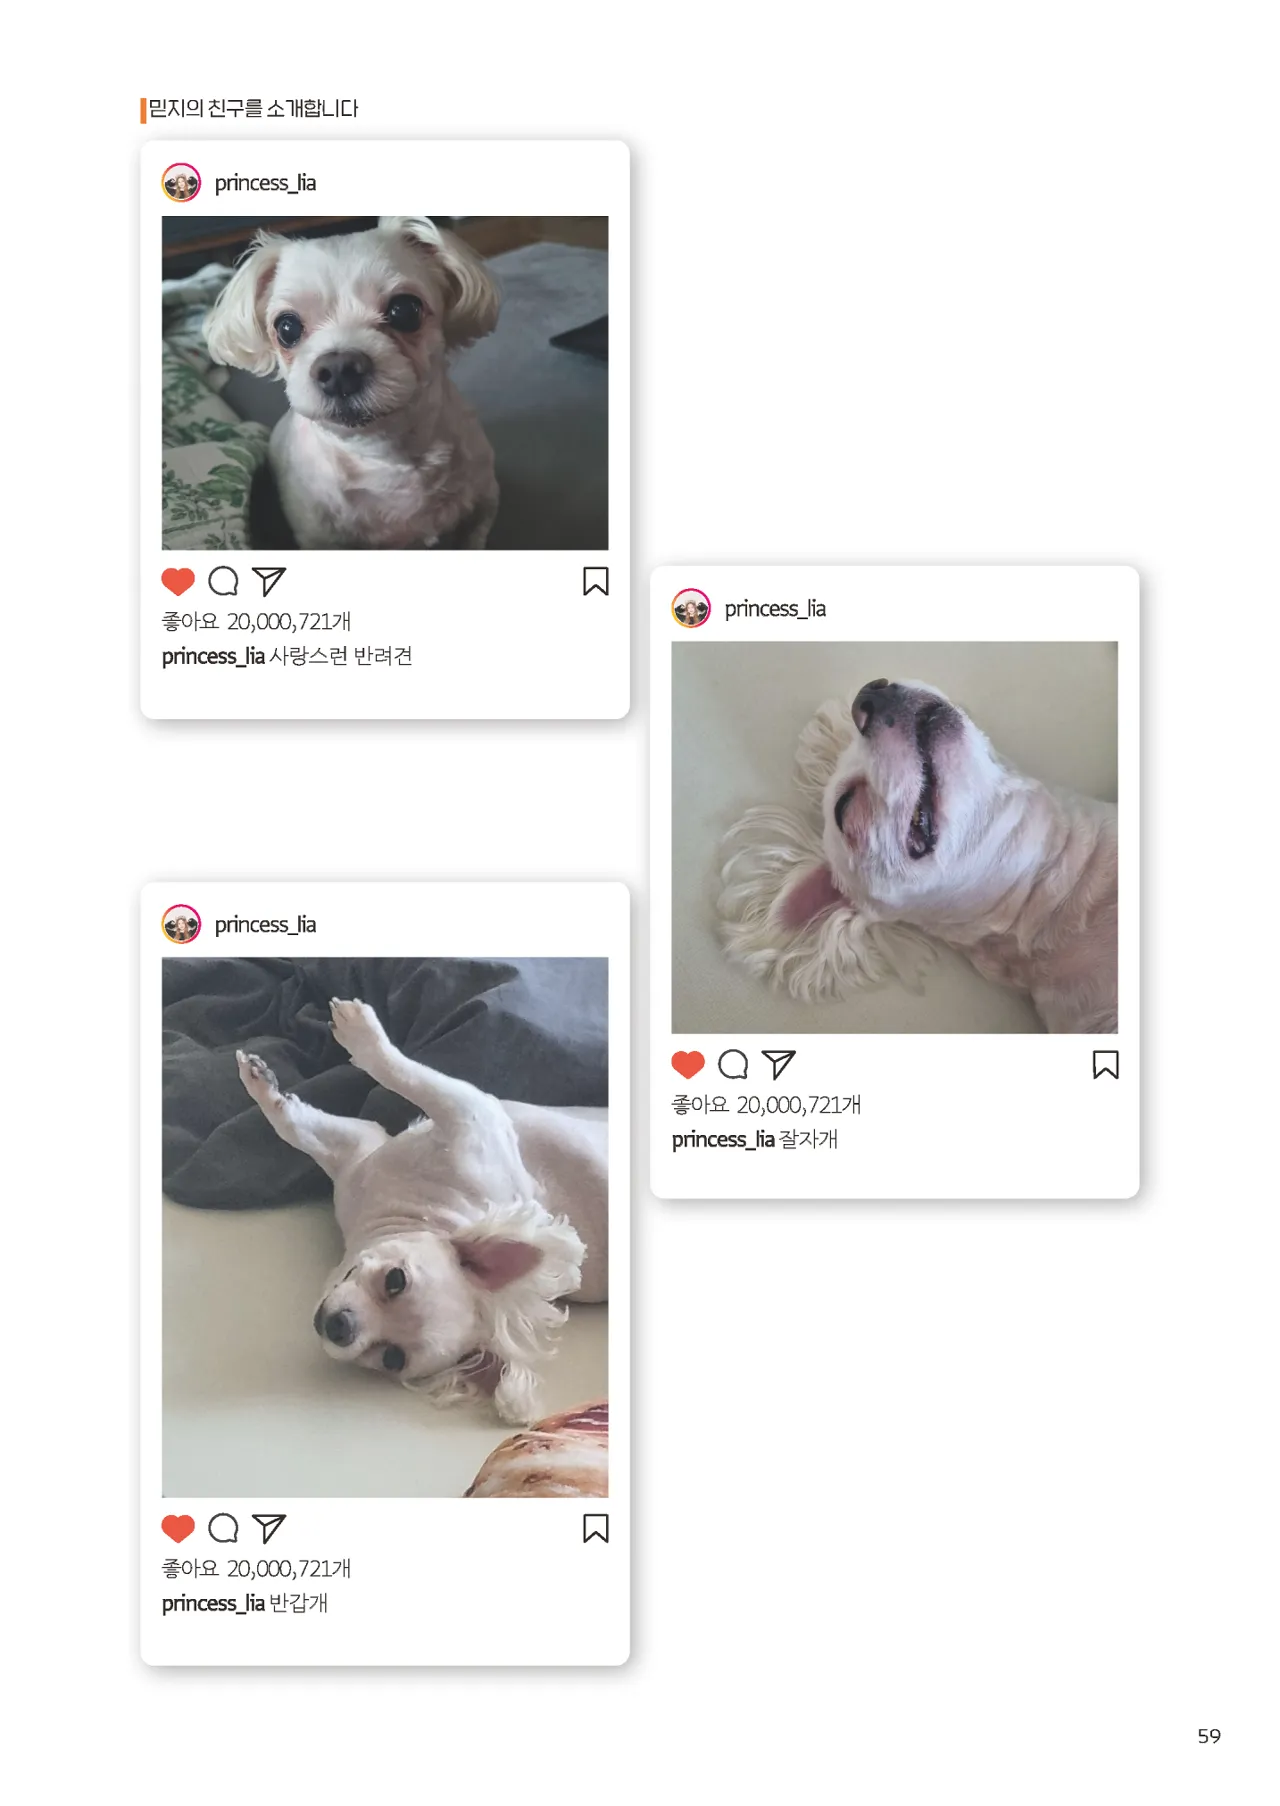 믿지의 친구를 소개합니다
princess_lia
좋아요 20,000,721개
princess_lia 사랑스런 반려견
princess_lia
좋아요 20,000,721개
princess_lia 잘자개
princess_lia
좋아요 20,000,721개
princess_lia 반갑개
59